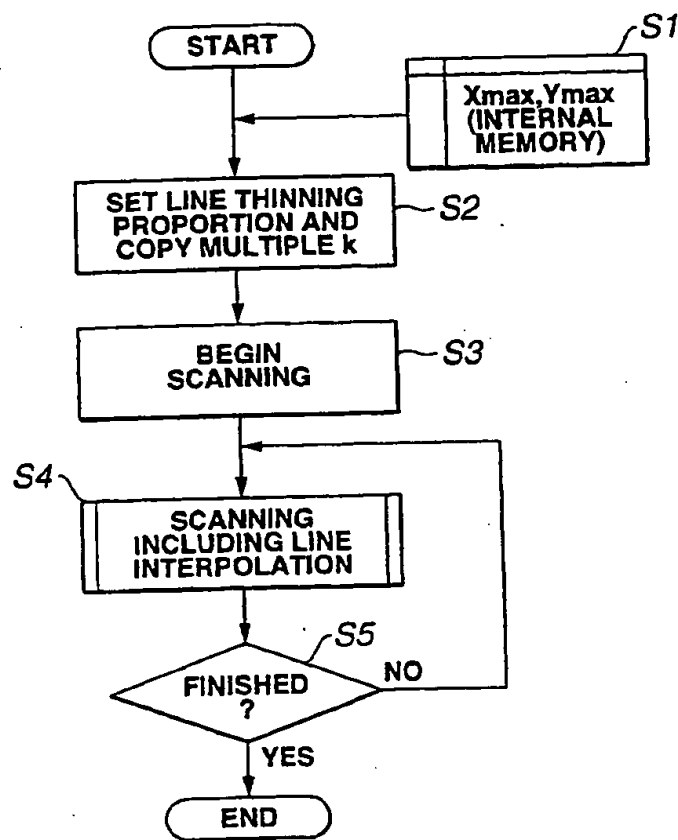 START
S1
Xmax,Ymax
(INTERNAL
MEMORY)
SET LINE THINNING
PROPORTION AND
COPY MULTIPLE k
S2
BEGIN
SCANNING
S3
S4
SCANNING
INCLUDING LINE
INTERPOLATION
S5
FINISHED
?
NO
YES
END